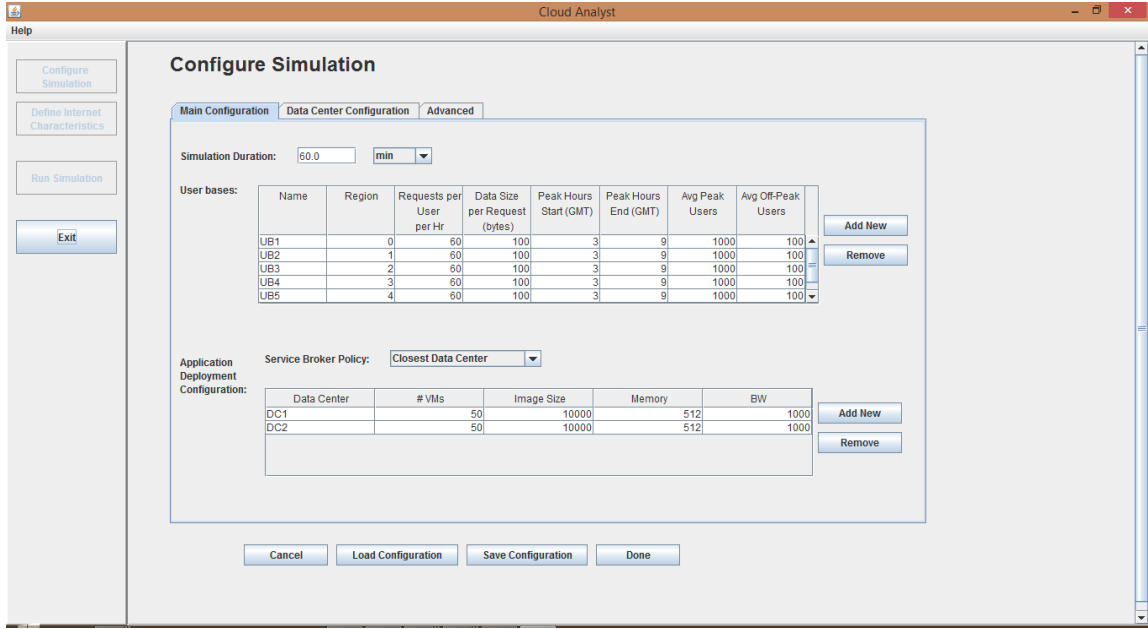 Cloud Analyst
Help
Configure Simulation
Define Internet Characteristics
Run Simulation
Exit
Configure Simulation
Main Configuration Data Center Configuration Advanced
Simulation Duration: 60.0 min
User bases:
Name Region Requests per User per Hr Data Size per Request (bytes) Peak Hours Start (GMT) Peak Hours End (GMT) Avg Peak Users Avg Off-Peak Users
UB1 0 60 100 3 9 1000 100
UB2 1 60 100 3 9 1000 100
UB3 2 60 100 3 9 1000 100
UB4 3 60 100 3 9 1000 100
UB5 4 60 100 3 9 1000 100
Add New
Remove
Application Deployment Configuration:
Service Broker Policy: Closest Data Center
Data Center # VMs Image Size Memory BW
DC1 50 10000 512 1000
DC2 50 10000 512 1000
Add New
Remove
Cancel Load Configuration Save Configuration Done